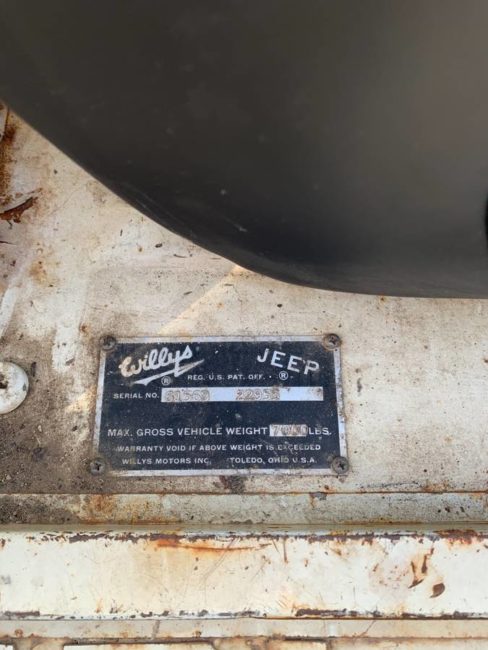 Willys JEEP
® REG. U.S. PAT. OFF. ®
SERIAL NO.
MAX. GROSS VEHICLE WEIGHT LBS.
WARRANTY VOID IF ABOVE WEIGHT IS EXCEEDED
WILLYS MOTORS INC. TOLEDO, OHIO U.S.A.